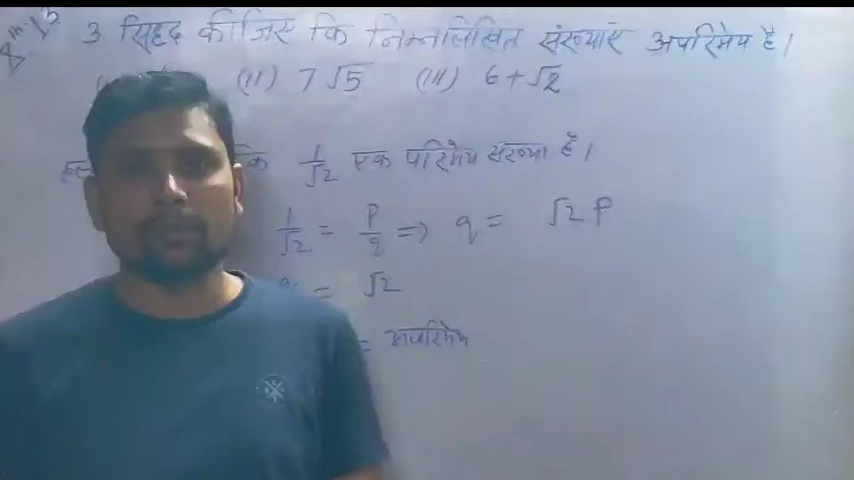 3. सिद्ध कीजिए कि निम्नलिखित संख्याएं अपरिमेय है।
(II) 7√5 (III) 6+√2
कि 1/√2 एक परिमेय संख्या है।
1/√2 = P/q => q = √2 P
= √2
= अपरिमेय